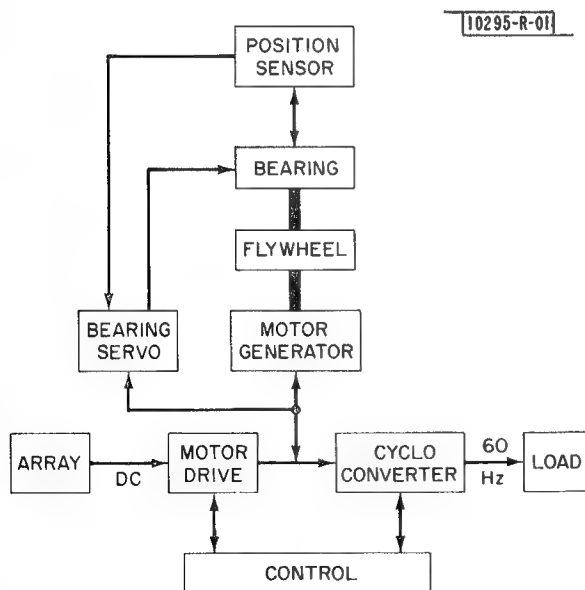 10295-R-01
POSITION
SENSOR
BEARING
FLYWHEEL
BEARING
SERVO
MOTOR
GENERATOR
ARRAY
DC
MOTOR
DRIVE
CYCLO
CONVERTER
60
Hz
LOAD
CONTROL